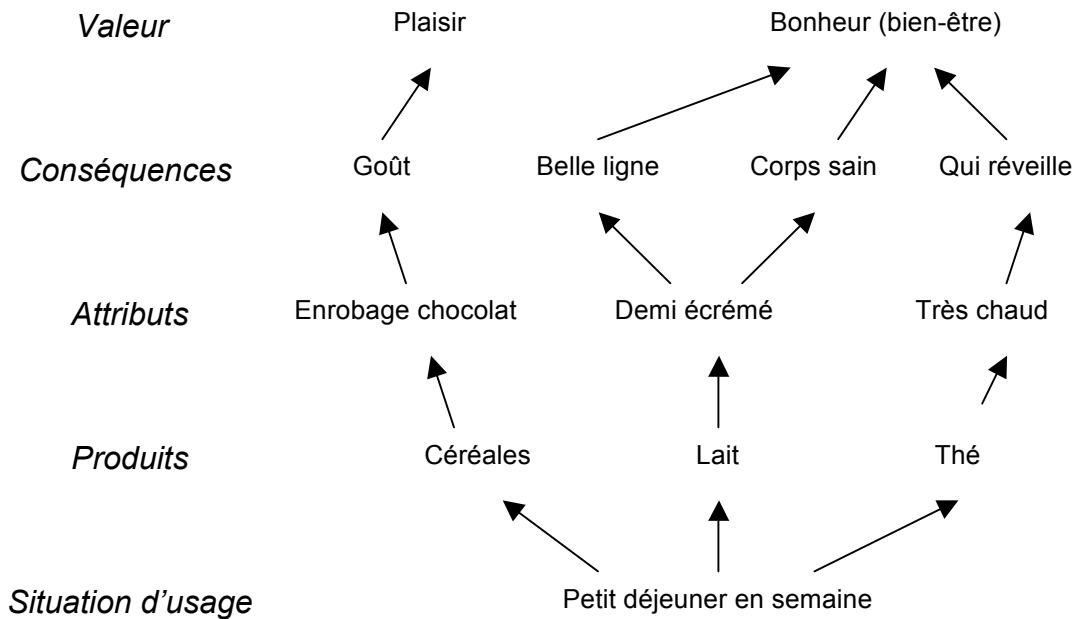 Valeur Plaisir Bonheur (bien-être)
Conséquences Goût Belle ligne Corps sain Qui réveille
Attributs Enrobage chocolat Demi écrémé Très chaud
Produits Céréales Lait Thé
Situation d’usage Petit déjeuner en semaine